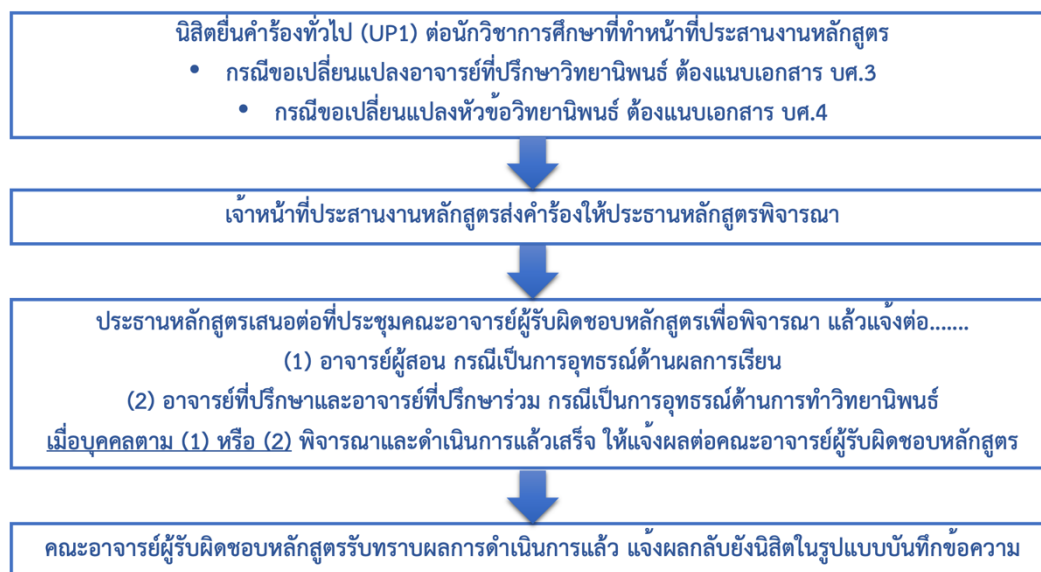 นิสิตยื่นคำร้องทั่วไป (UP1) ต่อนักวิชาการศึกษาที่ทำหน้าที่ประสานงานหลักสูตร
• กรณีขอเปลี่ยนแปลงอาจารย์ที่ปรึกษาวิทยานิพนธ์ ต้องแนบเอกสาร บศ.3
• กรณีขอเปลี่ยนแปลงหัวข้อวิทยานิพนธ์ ต้องแนบเอกสาร บศ.4
เจ้าหน้าที่ประสานงานหลักสูตรส่งคำร้องให้ประธานหลักสูตรพิจารณา
ประธานหลักสูตรเสนอต่อที่ประชุมคณะอาจารย์ผู้รับผิดชอบหลักสูตรเพื่อพิจารณา แล้วแจ้งต่อ.......
(1) อาจารย์ผู้สอน กรณีเป็นการอุทธรณ์ด้านผลการเรียน
(2) อาจารย์ที่ปรึกษาและอาจารย์ที่ปรึกษาร่วม กรณีเป็นการอุทธรณ์ด้านการทำวิทยานิพนธ์
เมื่อบุคคลตาม (1) หรือ (2) พิจารณาและดำเนินการแล้วเสร็จ ให้แจ้งผลต่อคณะอาจารย์ผู้รับผิดชอบหลักสูตร
คณะอาจารย์ผู้รับผิดชอบหลักสูตรรับทราบผลการดำเนินการแล้ว แจ้งผลกลับยังนิสิตในรูปแบบบันทึกข้อความ